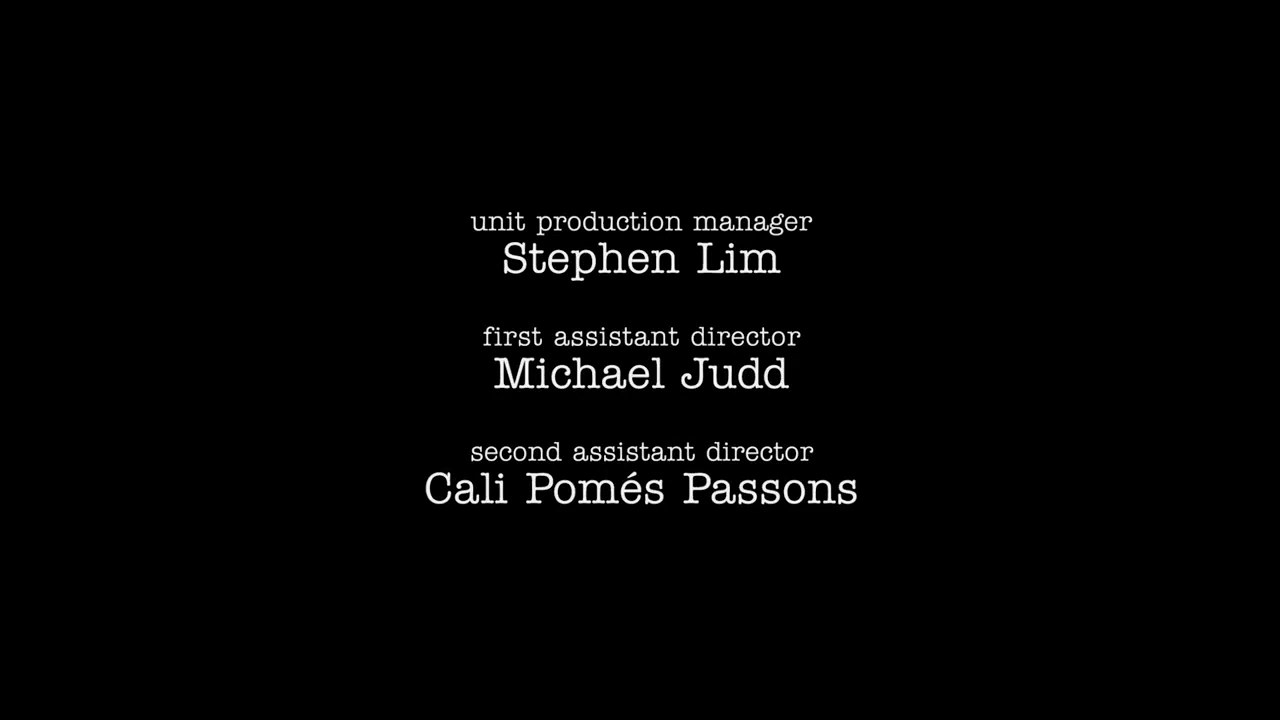 unit production manager
Stephen Lim
first assistant director
Michael Judd
second assistant director
Cali Pomés Passons